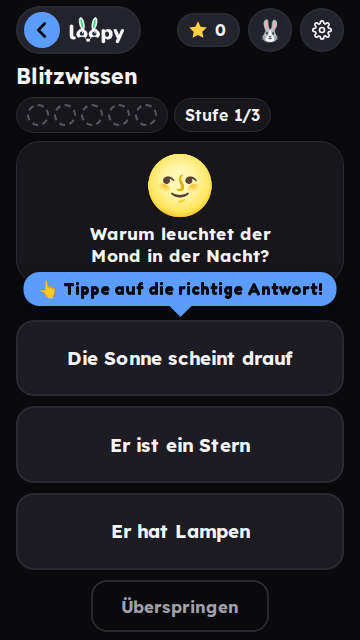 loopy
0
Blitzwissen
Stufe 1/3
Warum leuchtet der
Mond in der Nacht?
Tippe auf die richtige Antwort!
Die Sonne scheint drauf
Er ist ein Stern
Er hat Lampen
Überspringen